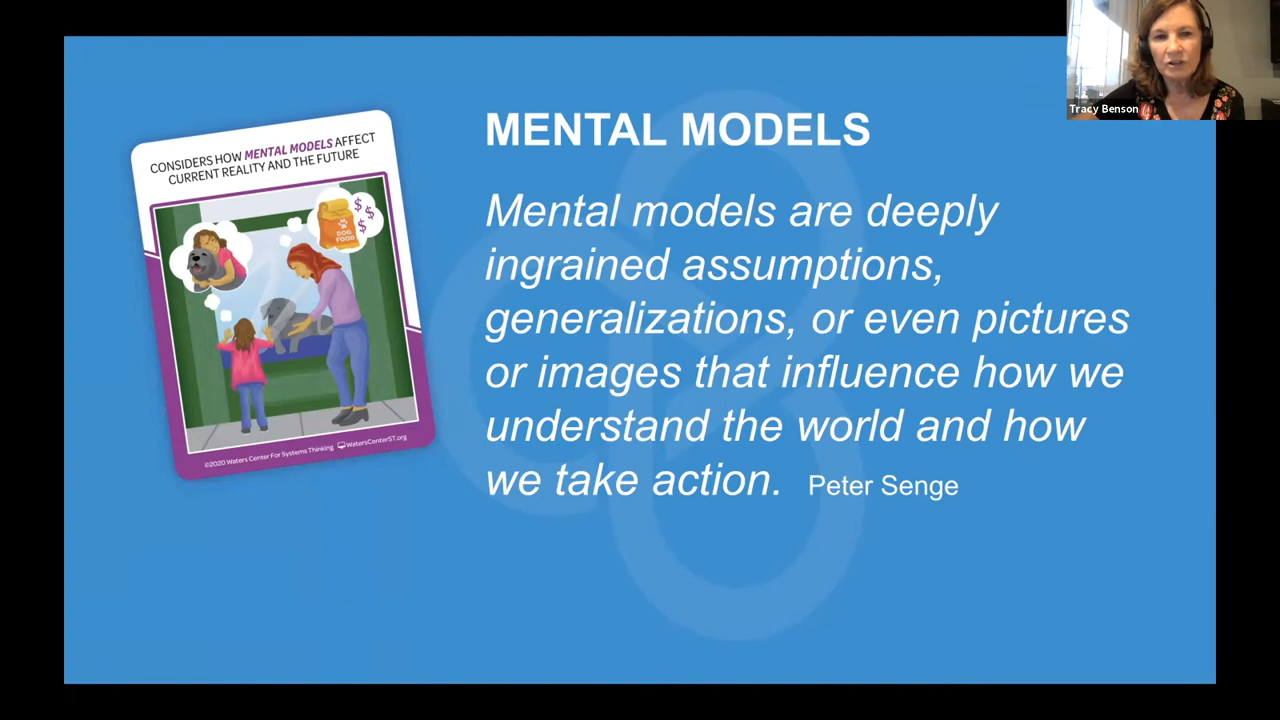 Tracy Benson
MENTAL MODELS
Mental models are deeply
ingrained assumptions,
generalizations, or even pictures
or images that influence how we
understand the world and how
we take action. Peter Senge
CONSIDERS HOW MENTAL MODELS AFFECT
CURRENT REALITY AND THE FUTURE
$
$
$
$
DOG
FOOD
©2020 Waters Center For Systems Thinking WatersCenterST.org